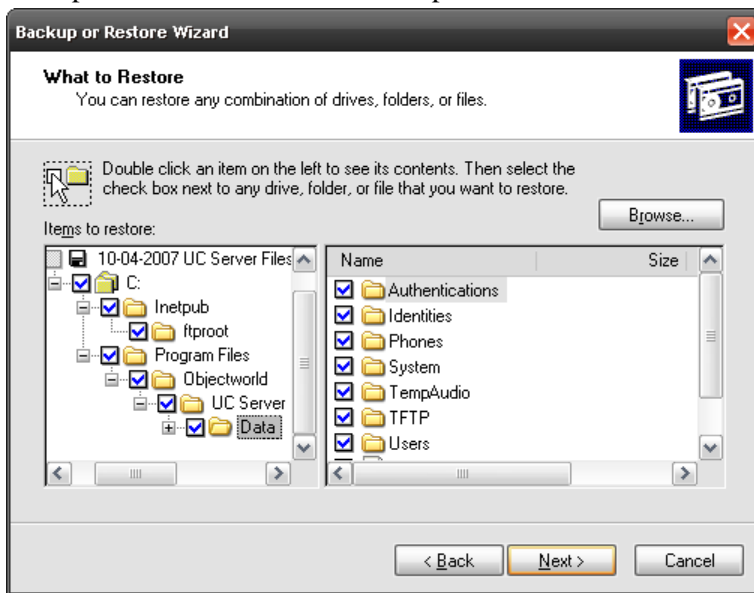 Backup or Restore Wizard
What to Restore
You can restore any combination of drives, folders, or files.
Double click an item on the left to see its contents. Then select the
check box next to any drive, folder, or file that you want to restore.
Browse...
Items to restore:
10-04-2007 UC Server Files
C:
Inetpub
ftproot
Program Files
Objectworld
UC Server
Data
Name Size
Authentications
Identities
Phones
System
TempAudio
TFTP
Users
< Back Next > Cancel